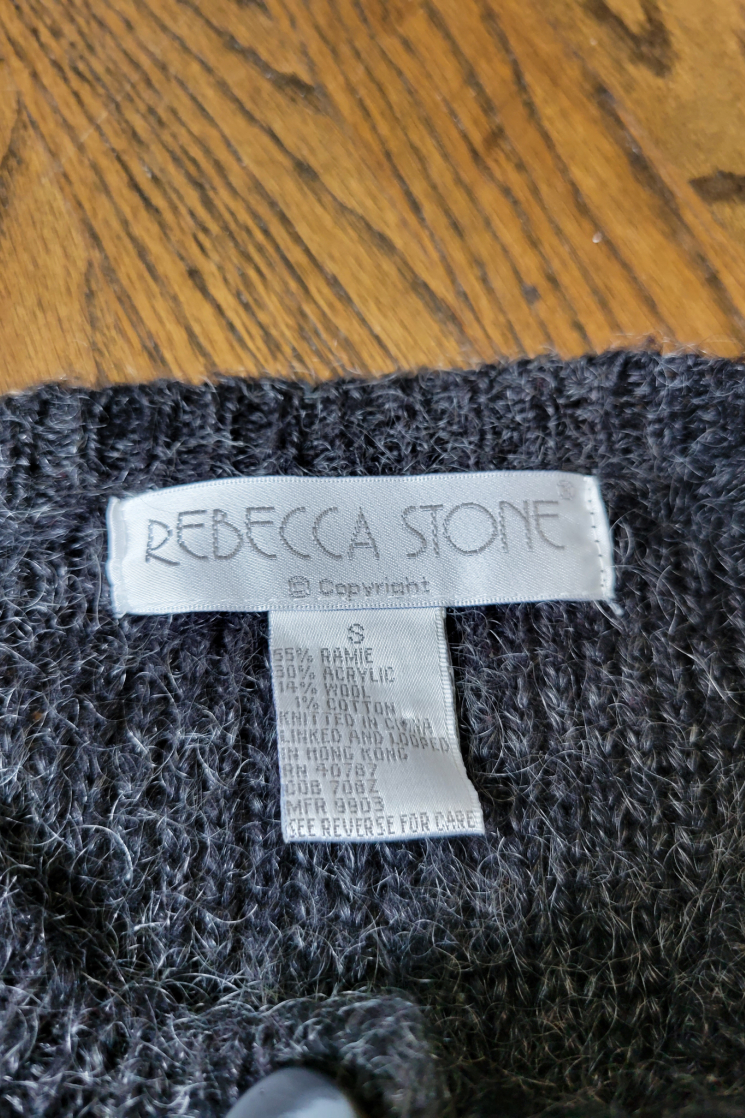 REBECCA STONE®
© Copyright
S
55% RAMIE
30% ACRYLIC
14% WOOL
1% COTTON
KNITTED IN CHINA
LINKED AND LOOPED
IN HONG KONG
RN 40787
COB 708Z
MFR 9903
SEE REVERSE FOR CARE